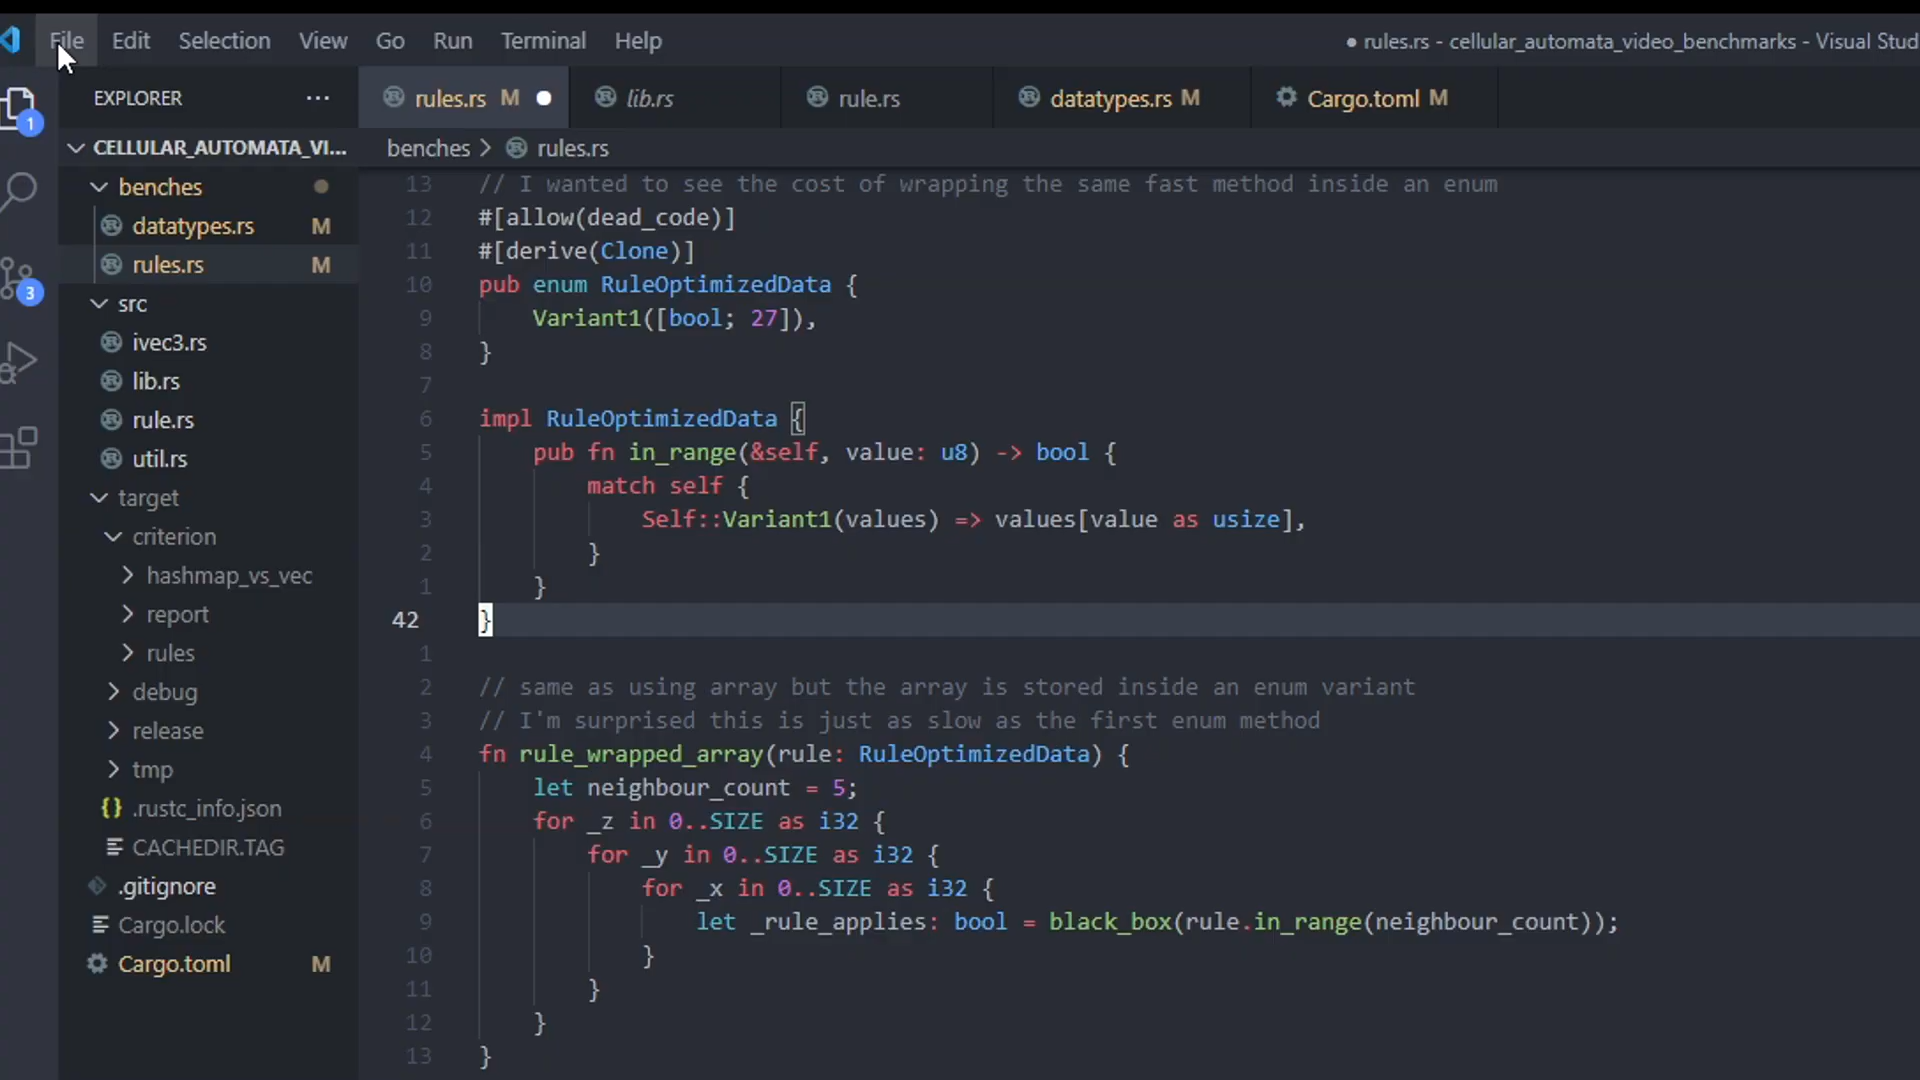 File Edit Selection View Go Run Terminal Help
● rules.rs - cellular_automata_video_benchmarks - Visual Stud
EXPLORER ···
1
3
CELLULAR_AUTOMATA_VI...
benches
datatypes.rs M
rules.rs M
src
ivec3.rs
lib.rs
rule.rs
util.rs
target
criterion
hashmap_vs_vec
report
rules
debug
release
tmp
{} .rustc_info.json
CACHEDIR.TAG
.gitignore
Cargo.lock
Cargo.toml M
rules.rs M ● lib.rs rule.rs datatypes.rs M Cargo.toml M
benches > rules.rs
13 // I wanted to see the cost of wrapping the same fast method inside an enum
12 #[allow(dead_code)]
11 #[derive(Clone)]
10 pub enum RuleOptimizedData {
9 Variant1([bool; 27]),
8 }
7
6 impl RuleOptimizedData {
5 pub fn in_range(&self, value: u8) -> bool {
4 match self {
3 Self::Variant1(values) => values[value as usize],
2 }
1 }
42 }
1
2 // same as using array but the array is stored inside an enum variant
3 // I'm surprised this is just as slow as the first enum method
4 fn rule_wrapped_array(rule: RuleOptimizedData) {
5 let neighbour_count = 5;
6 for _z in 0..SIZE as i32 {
7 for _y in 0..SIZE as i32 {
8 for _x in 0..SIZE as i32 {
9 let _rule_applies: bool = black_box(rule.in_range(neighbour_count));
10 }
11 }
12 }
13 }